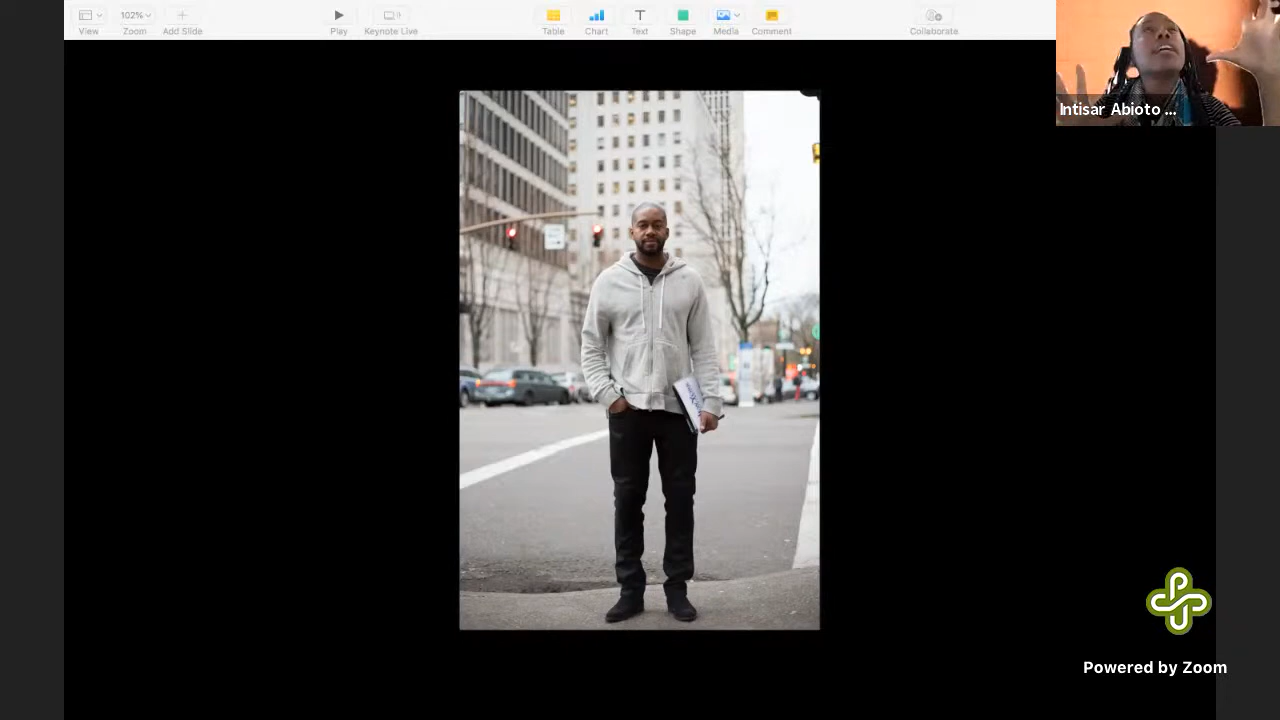 102%
View
Zoom
Add Slide
Play
Keynote Live
Table
Chart
Text
Shape
Media
Comment
Collaborate
Intisar Abioto ...
Powered by Zoom